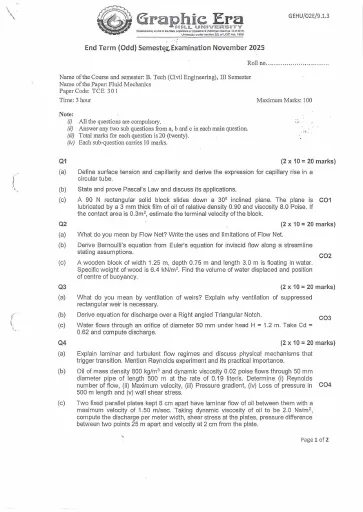 GEHU/02E/9.1.3
Graphic Era
HILL UNIVERSITY
End Term (Odd) Semester Examination November 2025
Roll no..............................
Name of the Course and semester: B. Tech (Civil Engineering), III Semester
Name of the Paper: Fluid Mechanics
Paper Code: TCE 301
Time: 3 hour Maximum Marks: 100
Note:
(i) All the questions are compulsory.
(ii) Answer any two sub questions from a, b and c in each main question.
(iii) Total marks for each question is 20 (twenty).
(iv) Each sub-question carries 10 marks.
Q1 (2 x 10 = 20 marks)
(a) Define surface tension and capillarity and derive the expression for capillary rise in a
circular tube.
(b) State and prove Pascal's Law and discuss its applications.
(c) A 90 N rectangular solid block slides down a 30° inclined plane. The plane is CO1
lubricated by a 3 mm thick film of oil of relative density 0.90 and viscosity 8.0 Poise. If
the contact area is 0.3m², estimate the terminal velocity of the block.
Q2 (2 x 10 = 20 marks)
(a) What do you mean by Flow Net? Write the uses and limitations of Flow Net.
(b) Derive Bernoulli's equation from Euler's equation for inviscid flow along a streamline
stating assumptions.
CO2
(c) A wooden block of width 1.25 m, depth 0.75 m and length 3.0 m is floating in water.
Specific weight of wood is 6.4 kN/m³. Find the volume of water displaced and position
of centre of buoyancy.
Q3 (2 x 10 = 20 marks)
(a) What do you mean by ventilation of weirs? Explain why ventilation of suppressed
rectangular weir is necessary.
(b) Derive equation for discharge over a Right angled Triangular Notch.
CO3
(c) Water flows through an orifice of diameter 50 mm under head H = 1.2 m. Take Cd =
0.62 and compute discharge.
Q4 (2 x 10 = 20 marks)
(a) Explain laminar and turbulent flow regimes and discuss physical mechanisms that
trigger transition. Mention Reynolds experiment and its practical importance.
(b) Oil of mass density 800 kg/m³ and dynamic viscosity 0.02 poise flows through 50 mm
diameter pipe of length 500 m at the rate of 0.19 liter/s. Determine (i) Reynolds
number of flow, (ii) Maximum velocity, (iii) Pressure gradient, (iv) Loss of pressure in CO4
500 m length and (v) wall shear stress.
(c) Two fixed parallel plates kept 8 cm apart have laminar flow of oil between them with a
maximum velocity of 1.50 m/sec. Taking dynamic viscosity of oil to be 2.0 Ns/m²,
compute the discharge per meter width, shear stress at the plates, pressure difference
between two points 25 m apart and velocity at 2 cm from the plate.
Page 1 of 2